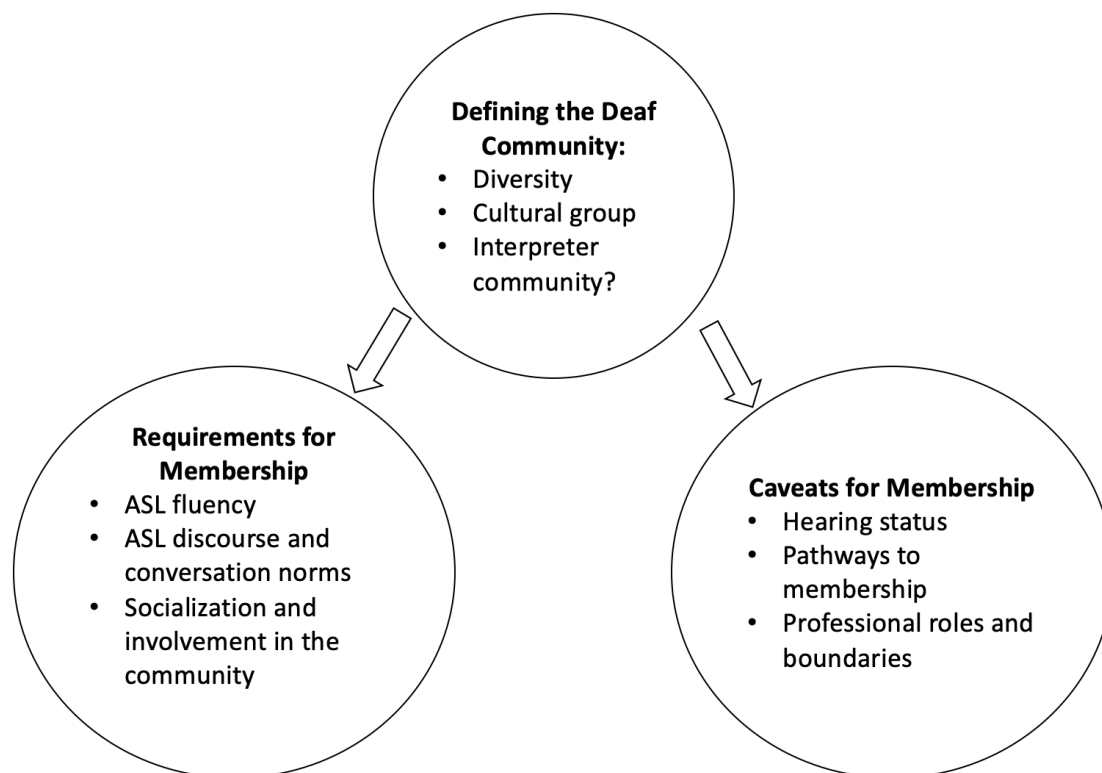 Defining the Deaf
Community:
• Diversity
• Cultural group
• Interpreter
community?
Requirements for
Membership
• ASL fluency
• ASL discourse and
conversation norms
• Socialization and
involvement in the
community
Caveats for Membership
• Hearing status
• Pathways to
membership
• Professional roles and
boundaries